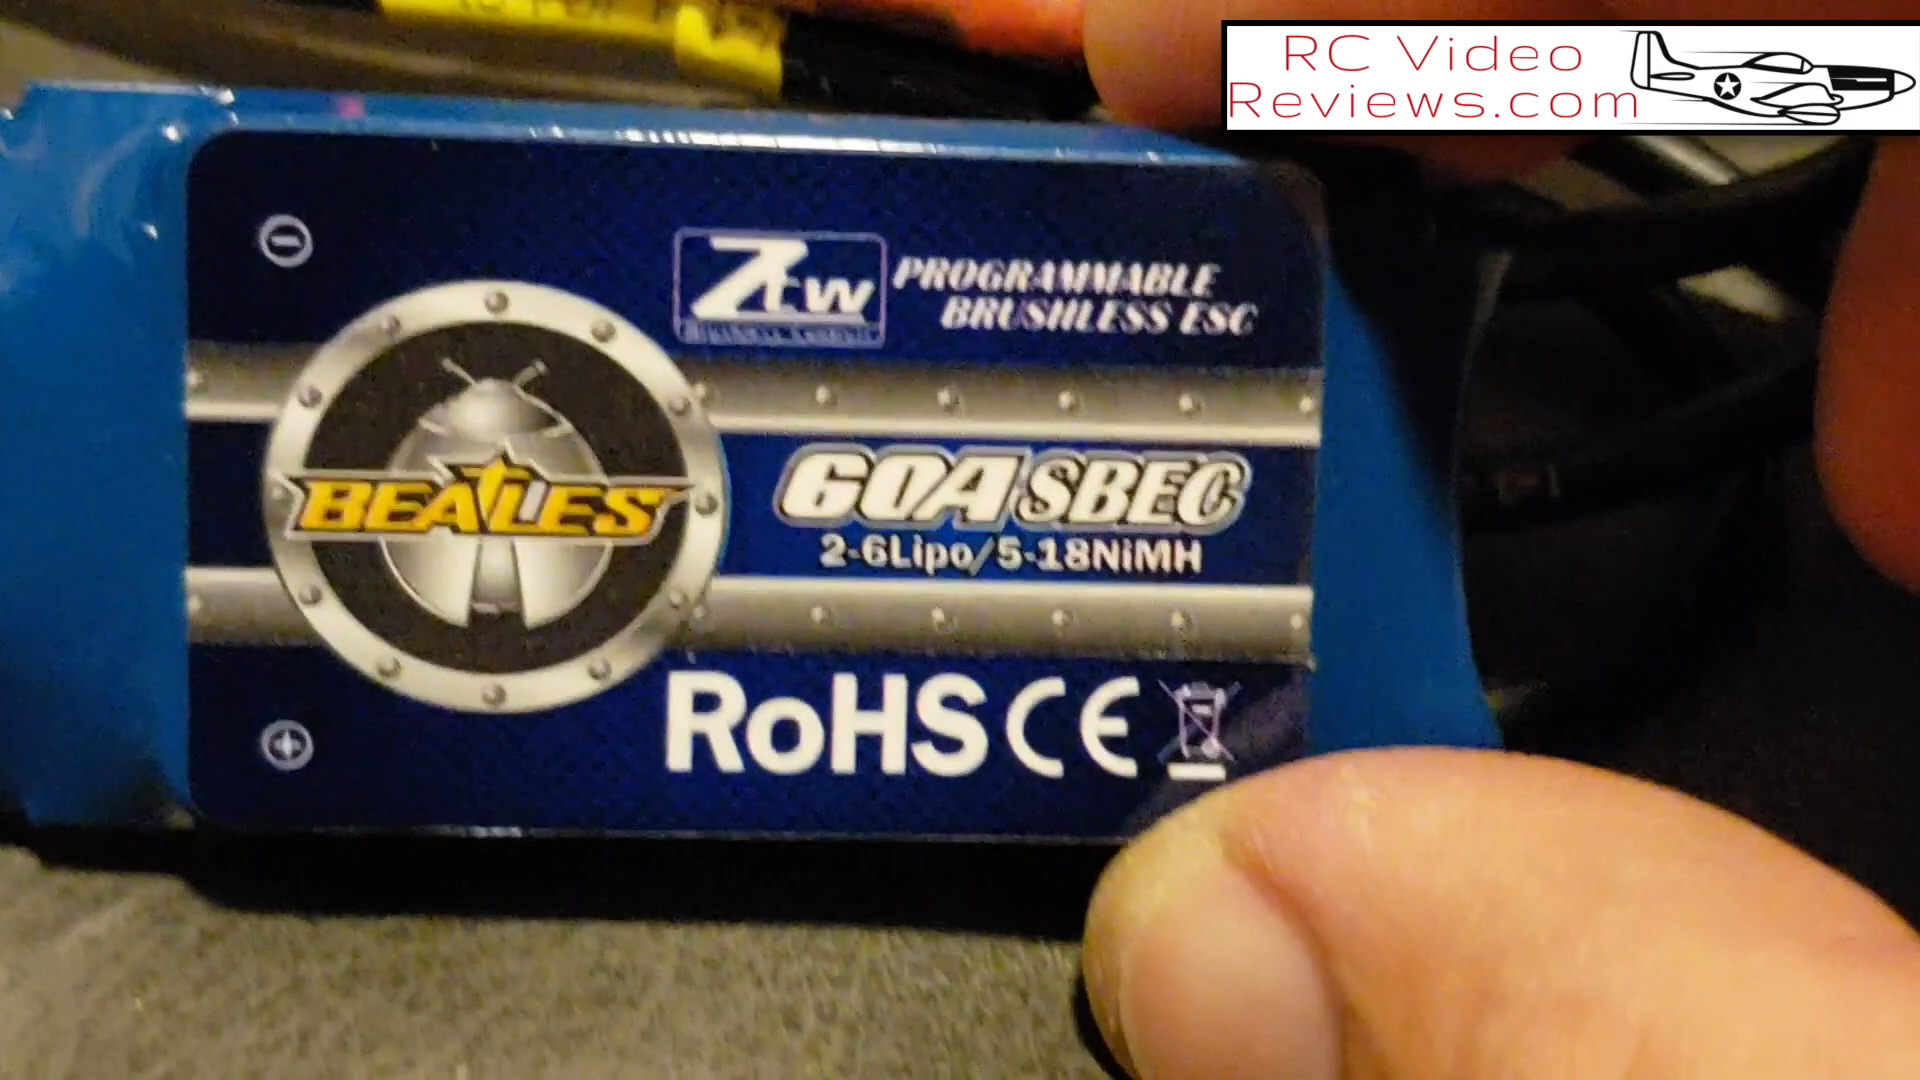 RC Video
Reviews.com
ZTW
PROGRAMMABLE
BRUSHLESS ESC
BEATLES
60A SBEC
2-6Lipo/5-18NiMH
RoHS CE